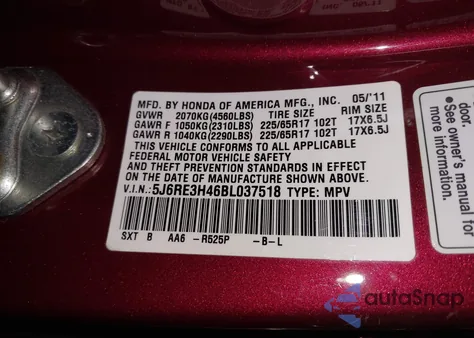 MFD. BY HONDA OF AMERICA MFG., INC. 05/'11
GVWR 2070KG(4560LBS) TIRE SIZE RIM SIZE
GAWR F 1050KG(2310LBS) 225/65R17 102T 17X6.5J
GAWR R 1040KG(2290LBS) 225/65R17 102T 17X6.5J
THIS VEHICLE CONFORMS TO ALL APPLICABLE
FEDERAL MOTOR VEHICLE SAFETY
AND THEFT PREVENTION STANDARDS IN EFFECT
ON THE DATE OF MANUFACTURE SHOWN ABOVE.
V.I.N.: 5J6RE3H46BL037518 TYPE: MPV
SXT B AA6 -R525P -B-L
door
●See
owner's
manual
for
autoSnap